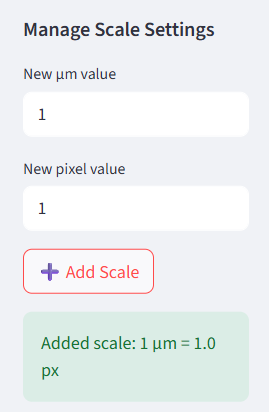 Manage Scale Settings
New µm value
1
New pixel value
1
➕ Add Scale
Added scale: 1 µm = 1.0
px